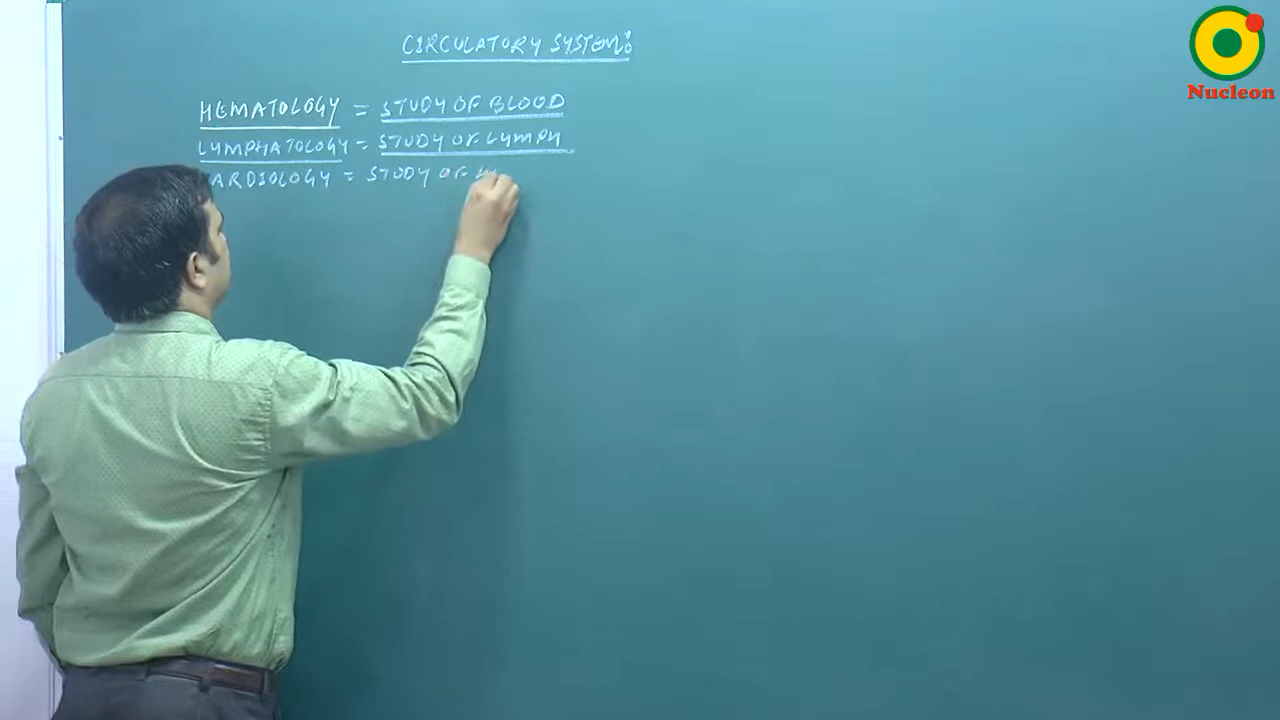 CIRCULATORY SYSTEM:
Nucleon
HEMATOLOGY = STUDY OF BLOOD
LYMPHATOLOGY = STUDY OF LYMPH
ARDIOLOGY = STUDY OF